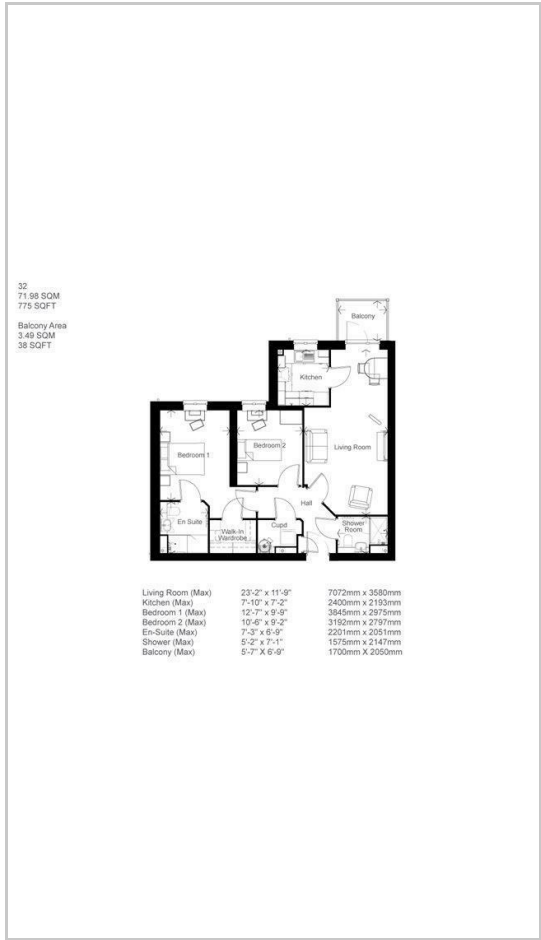 32
71.98 SQM
775 SQFT
Balcony Area
3.49 SQM
38 SQFT
Balcony
Kitchen
Bedroom 1
Bedroom 2
Living Room
Hall
En Suite
Walk-In
Wardrobe
Cupd
Shower
Room
Living Room (Max) 23'-2" x 11'-9" 7072mm x 3580mm
Kitchen (Max) 7'-10" x 7'-2" 2400mm x 2193mm
Bedroom 1 (Max) 12'-7" x 9'-9" 3845mm x 2975mm
Bedroom 2 (Max) 10'-6" x 9'-2" 3192mm x 2797mm
En-Suite (Max) 7'-3" x 6'-9" 2201mm x 2051mm
Shower (Max) 5'-2" x 7'-1" 1575mm x 2147mm
Balcony (Max) 5'-7" X 6'-9" 1700mm X 2050mm